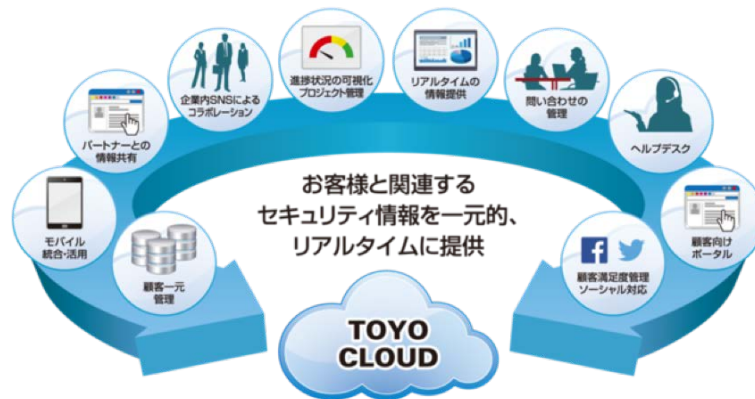 企業内SNSによる
コラボレーション
進捗状況の可視化
プロジェクト管理
リアルタイムの
情報提供
問い合わせの
管理
パートナーとの
情報共有
ヘルプデスク
モバイル
統合・活用
顧客一元
管理
お客様と関連する
セキュリティ情報を一元的、
リアルタイムに提供
顧客満足度管理
ソーシャル対応
顧客向け
ポータル
TOYO
CLOUD